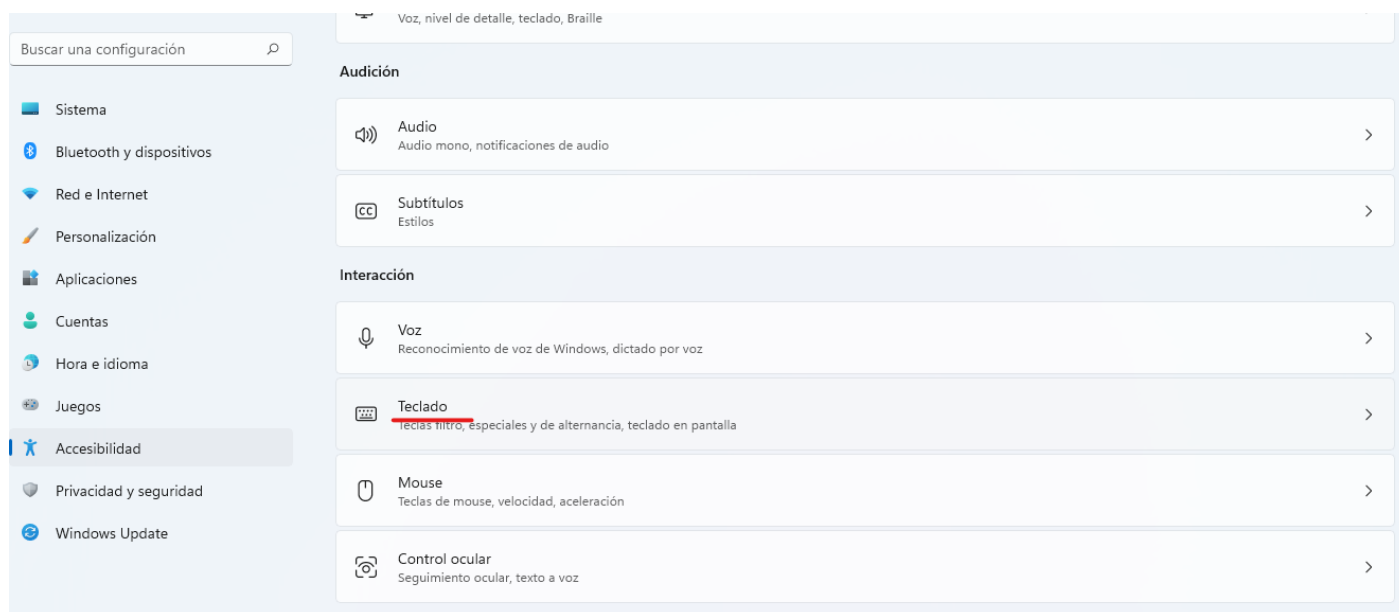 Buscar una configuración
Sistema
Bluetooth y dispositivos
Red e Internet
Personalización
Aplicaciones
Cuentas
Hora e idioma
Juegos
Accesibilidad
Privacidad y seguridad
Windows Update
Voz, nivel de detalle, teclado, Braille
Audición
Audio
Audio mono, notificaciones de audio
Subtítulos
Estilos
Interacción
Voz
Reconocimiento de voz de Windows, dictado por voz
Teclado
Teclas filtro, especiales y de alternancia, teclado en pantalla
Mouse
Teclas de mouse, velocidad, aceleración
Control ocular
Seguimiento ocular, texto a voz